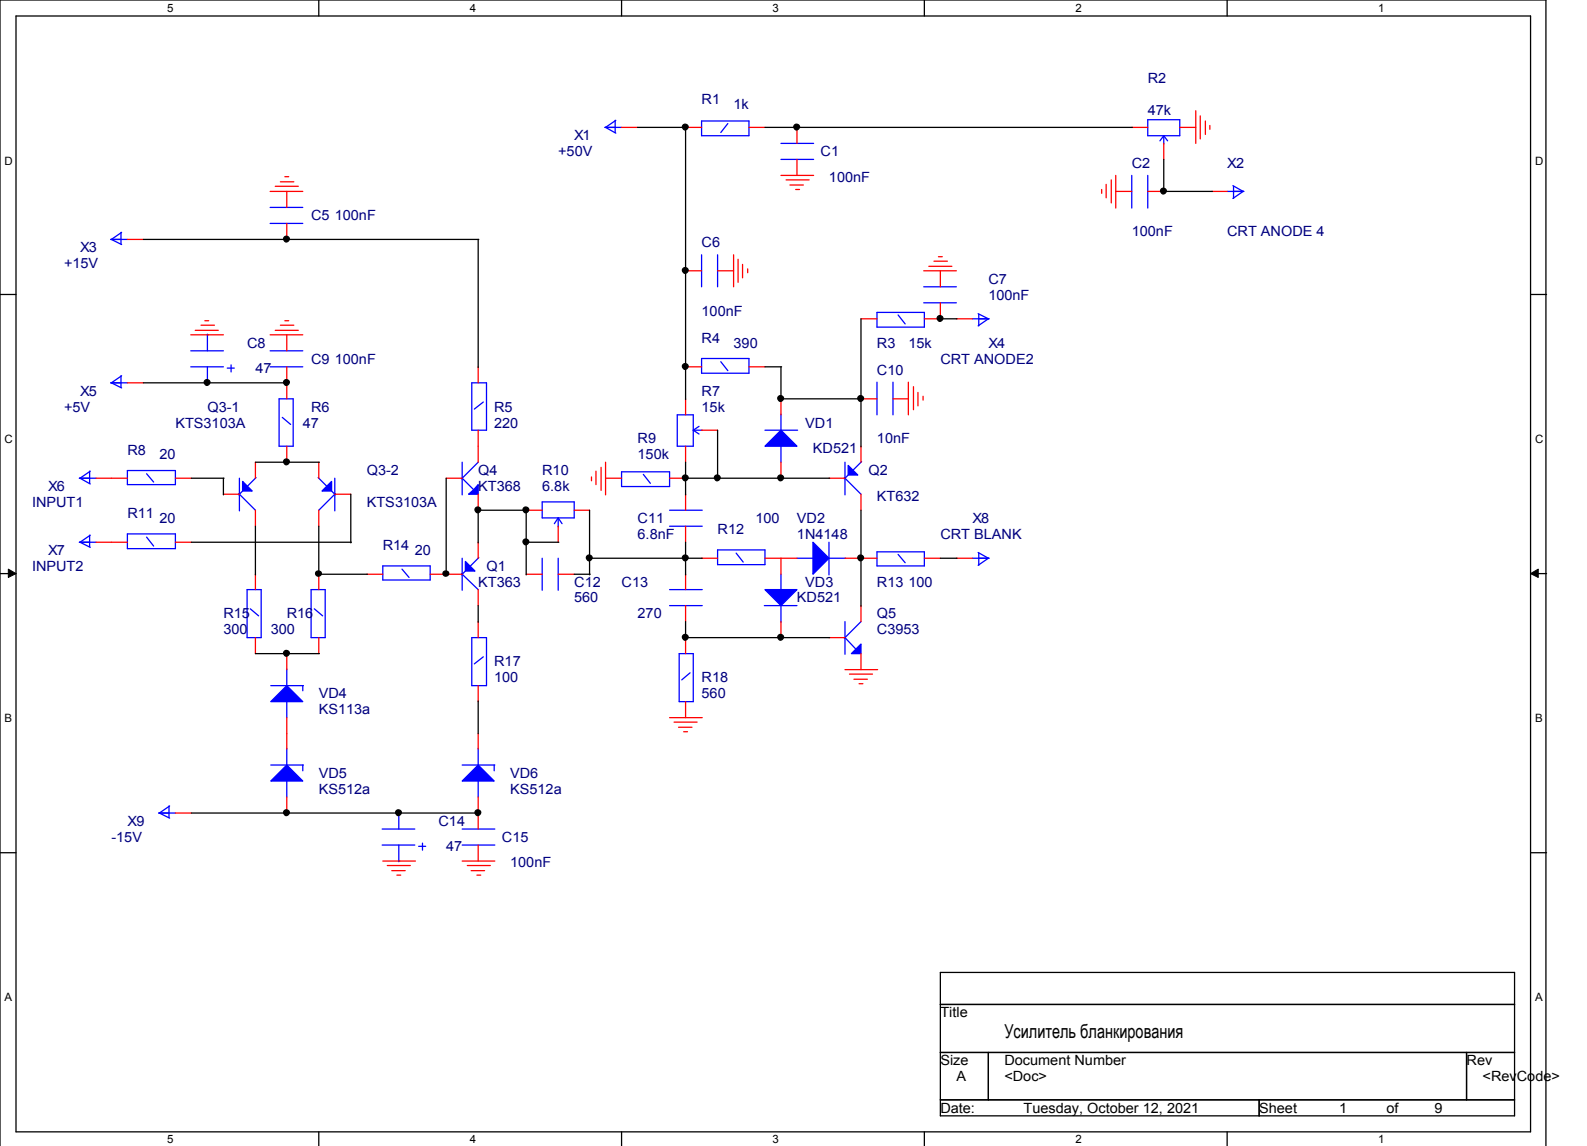 5 4 3 2 1
D D
C C
B B
A A
R1 1k
X1
+50V
C1
100nF
R2
47k
C2
100nF
X2
CRT ANODE 4
C5 100nF
X3
+15V
C6
100nF
C7
100nF
R3 15k
X4
CRT ANODE2
R4 390
C8
47
+
C9 100nF
X5
+5V
Q3-1
KTS3103A
R6
47
R5
220
R7
15k
C10
10nF
VD1
KD521
R9
150k
R8 20
X6
INPUT1
Q3-2
KTS3103A
Q4
KT368
R10
6.8k
Q2
KT632
R11 20
X7
INPUT2
R14 20
Q1
KT363
C11
6.8nF
R12 100
VD2
1N4148
X8
CRT BLANK
R13 100
C12
560
C13
270
VD3
KD521
Q5
C3953
R15
300
R16
300
R17
100
R18
560
VD4
KS113a
VD5
KS512a
VD6
KS512a
X9
-15V
C14
47
+
C15
100nF
Title
Усилитель бланкирования
Size
A
Document Number
<Doc>
Rev
<RevCode>
Date: Tuesday, October 12, 2021 Sheet 1 of 9
5 4 3 2 1